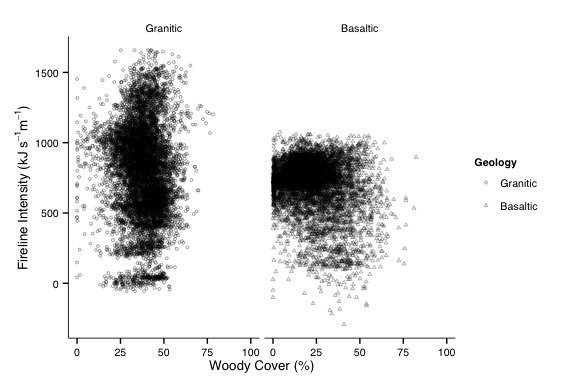 Granitic Basaltic
1500
1000
500
0
Fireline Intensity (kJ s⁻¹m⁻¹)
0 25 50 75 100 0 25 50 75 100
Woody Cover (%)
Geology
Granitic
Basaltic